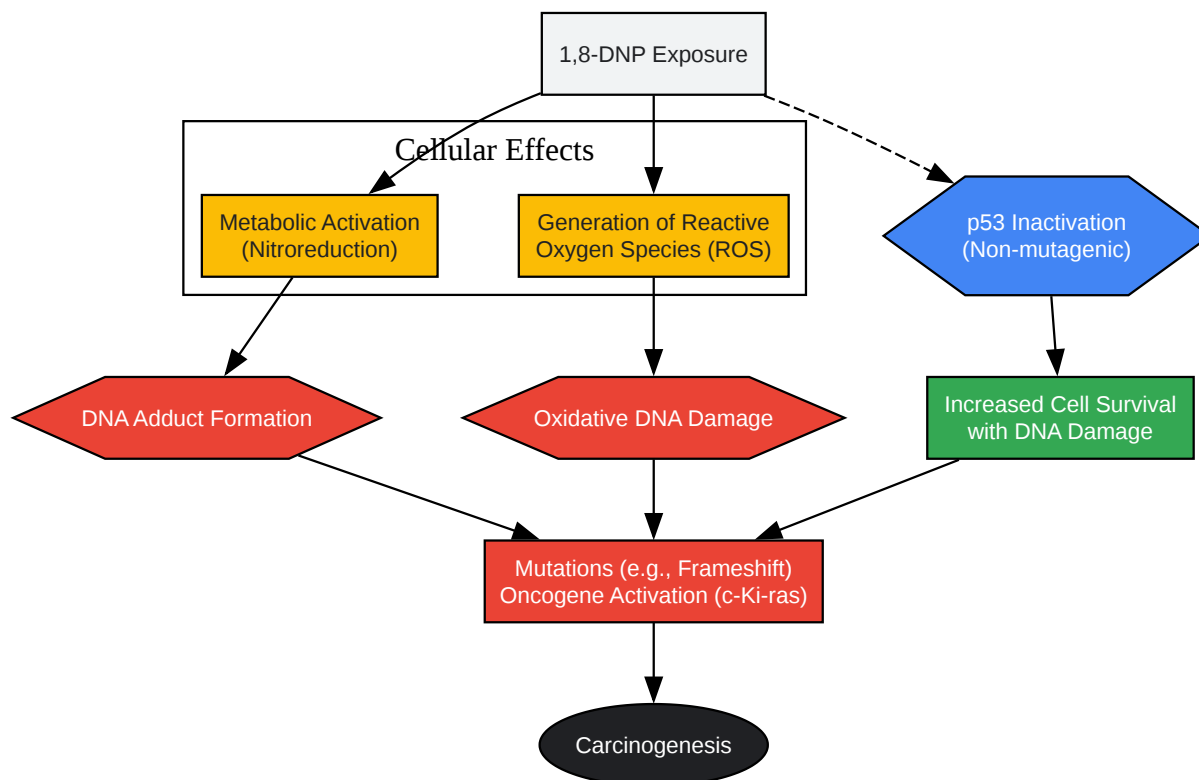 1,8-DNP Exposure
Cellular Effects
Metabolic Activation
(Nitroreduction)
Generation of Reactive
Oxygen Species (ROS)
p53 Inactivation
(Non-mutagenic)
DNA Adduct Formation
Oxidative DNA Damage
Increased Cell Survival
with DNA Damage
Mutations (e.g., Frameshift)
Oncogene Activation (c-Ki-ras)
Carcinogenesis